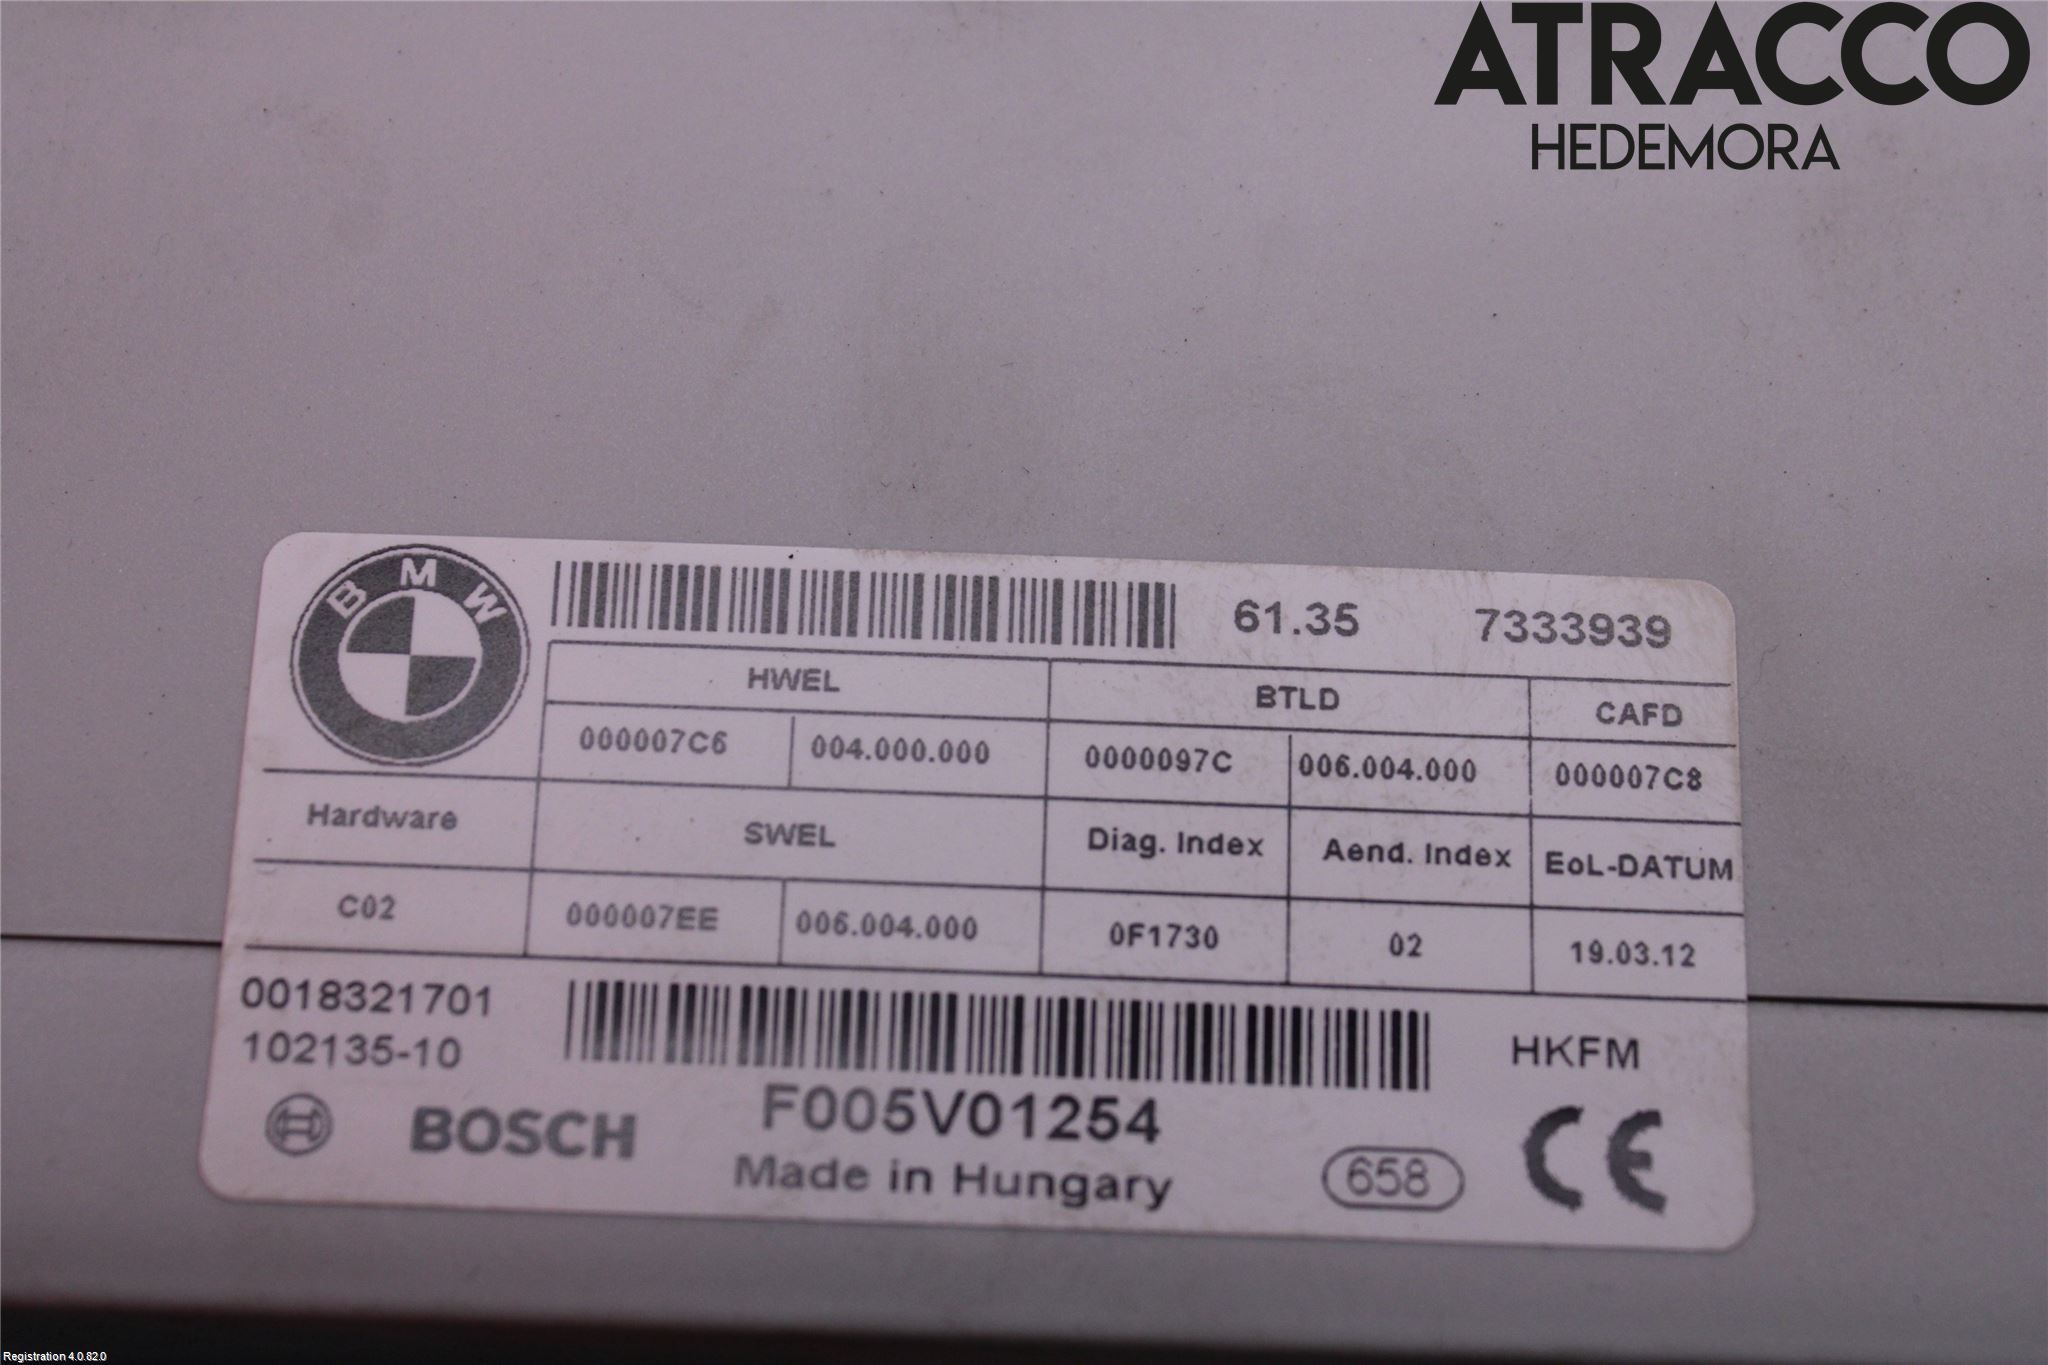 ATRACCO
HEDEMORA
BMW
61.35 7333939
HWEL BTLD CAFD
000007C6 004.000.000 0000097C 006.004.000 000007C8
Hardware SWEL Diag. Index Aend. Index EoL-DATUM
C02 000007EE 006.004.000 0F1730 02 19.03.12
0018321701
102135-10
HKFM
BOSCH
F005V01254
Made in Hungary
658
CE
Registration 4.0.82.0